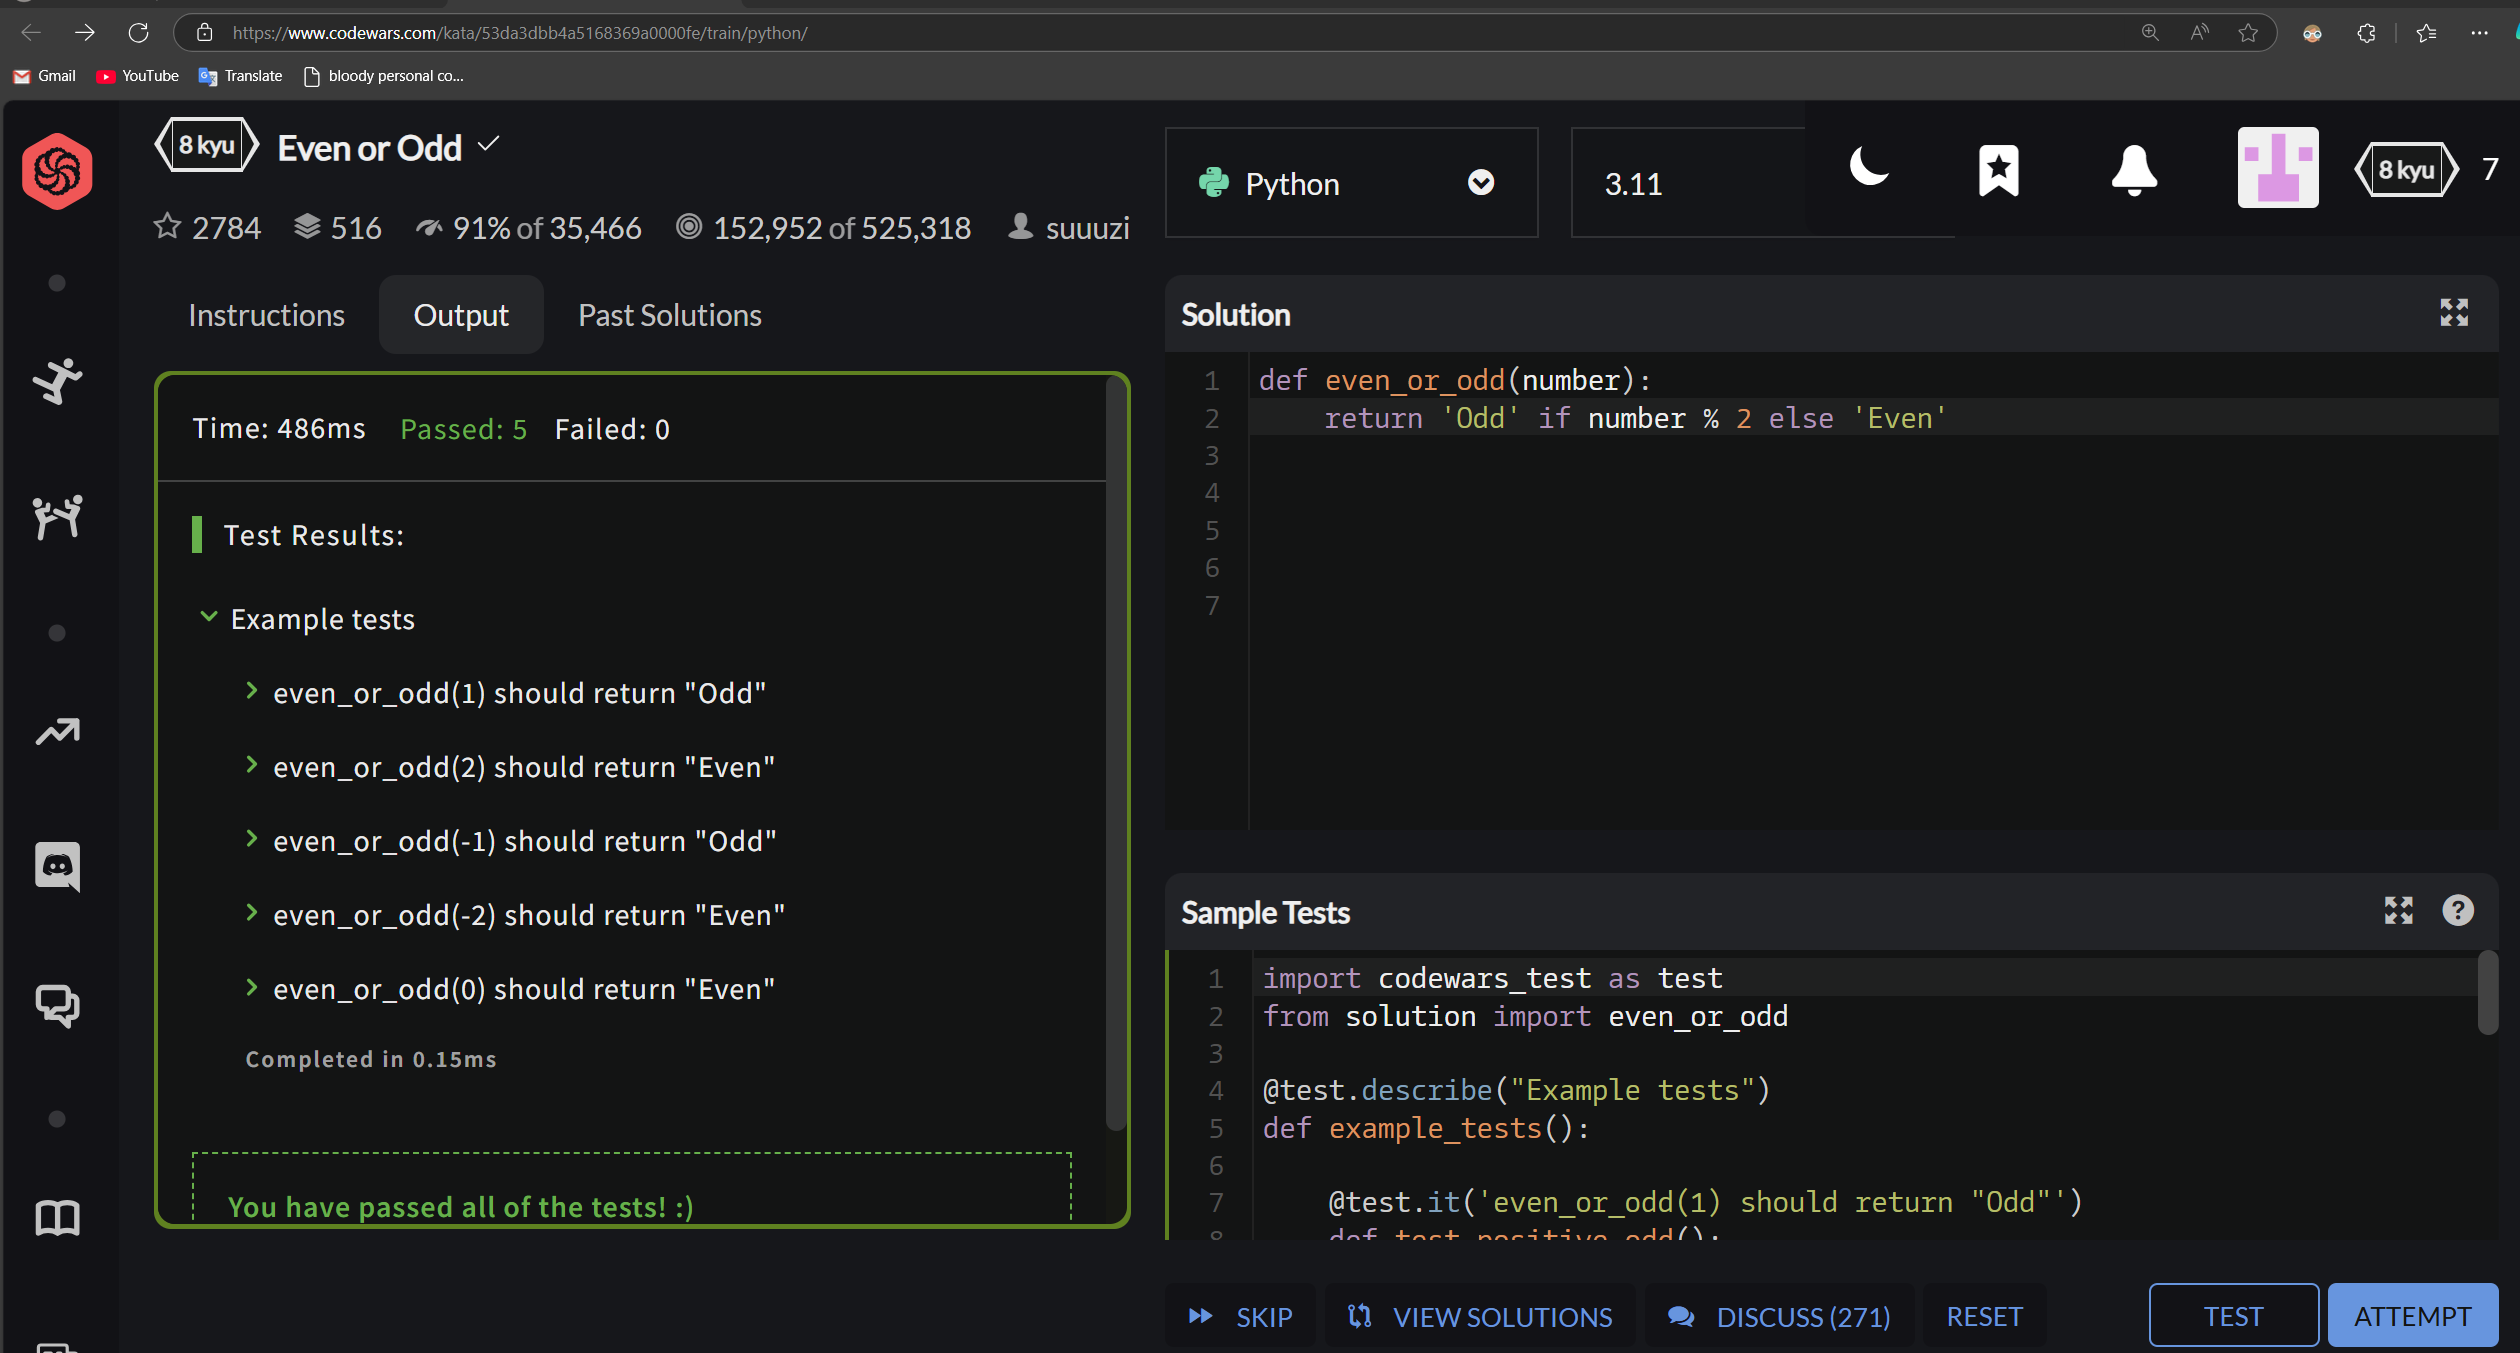 https://www.codewars.com/kata/53da3dbb4a5168369a0000fe/train/python/
Gmail YouTube Translate bloody personal co...
8 kyu Even or Odd
2784 516 91% of 35,466 152,952 of 525,318 suuuzi
Python
3.11
8 kyu 7
Instructions Output Past Solutions
Time: 486ms Passed: 5 Failed: 0
Test Results:
Example tests
even_or_odd(1) should return "Odd"
even_or_odd(2) should return "Even"
even_or_odd(-1) should return "Odd"
even_or_odd(-2) should return "Even"
even_or_odd(0) should return "Even"
Completed in 0.15ms
You have passed all of the tests! :)
Solution
1 def even_or_odd(number):
2 return 'Odd' if number % 2 else 'Even'
3
4
5
6
7
Sample Tests
1 import codewars_test as test
2 from solution import even_or_odd
3
4 @test.describe("Example tests")
5 def example_tests():
6
7 @test.it('even_or_odd(1) should return "Odd"')
8 def test_positive_odd():
SKIP VIEW SOLUTIONS DISCUSS (271) RESET TEST ATTEMPT